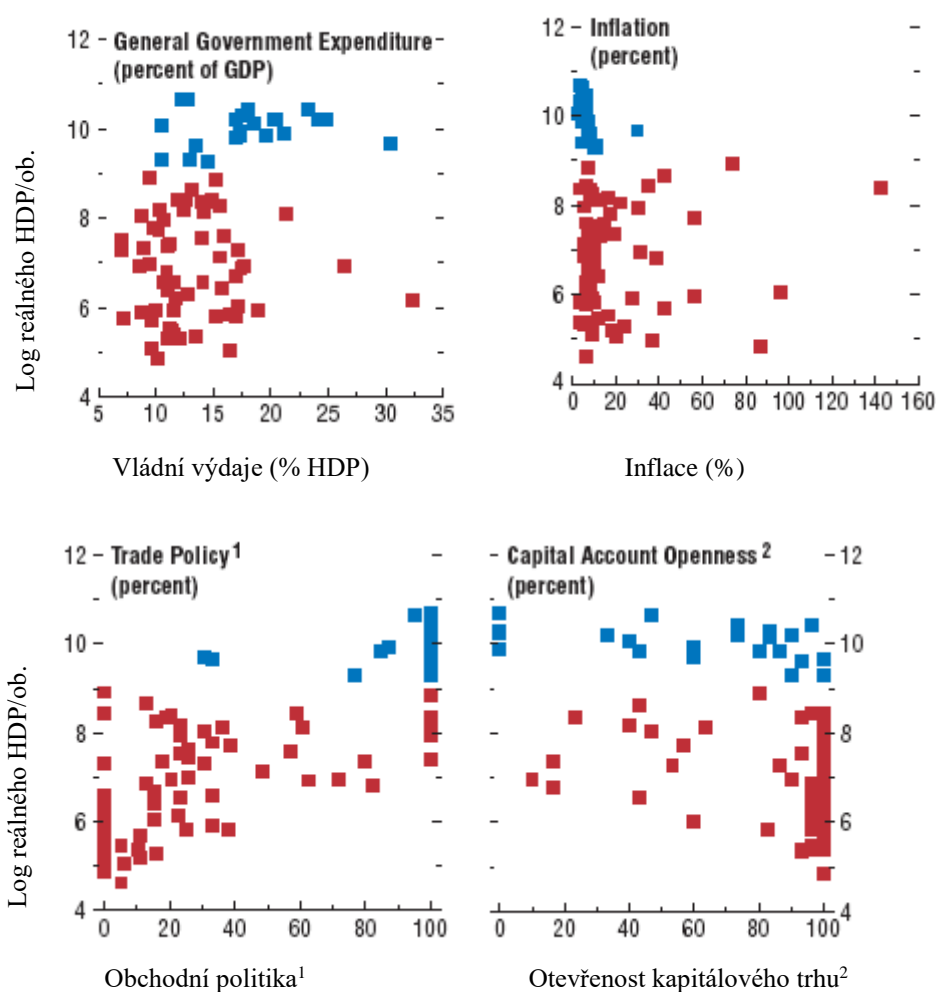 General Government Expenditure
(percent of GDP)
12
10
8
6
4
5 10 15 20 25 30 35
Log reálného HDP/ob.
Vládní výdaje (% HDP)
Inflation
(percent)
12
10
8
6
4
0 20 40 60 80 100 120 140 160
Inflace (%)
Trade Policy 1
(percent)
12
10
8
6
4
0 20 40 60 80 100
Log reálného HDP/ob.
Obchodní politika1
Capital Account Openness 2
(percent)
12
10
8
6
4
0 20 40 60 80 100
Otevřenost kapitálového trhu2